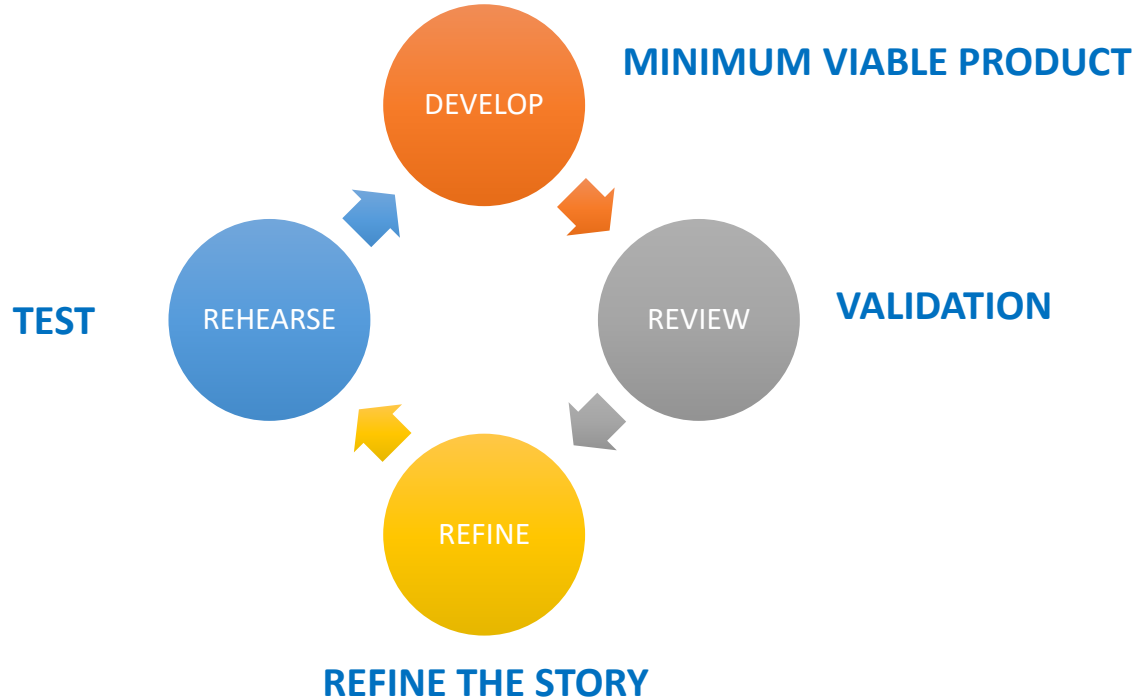 DEVELOP
MINIMUM VIABLE PRODUCT
TEST
REHEARSE
REVIEW
VALIDATION
REFINE
REFINE THE STORY